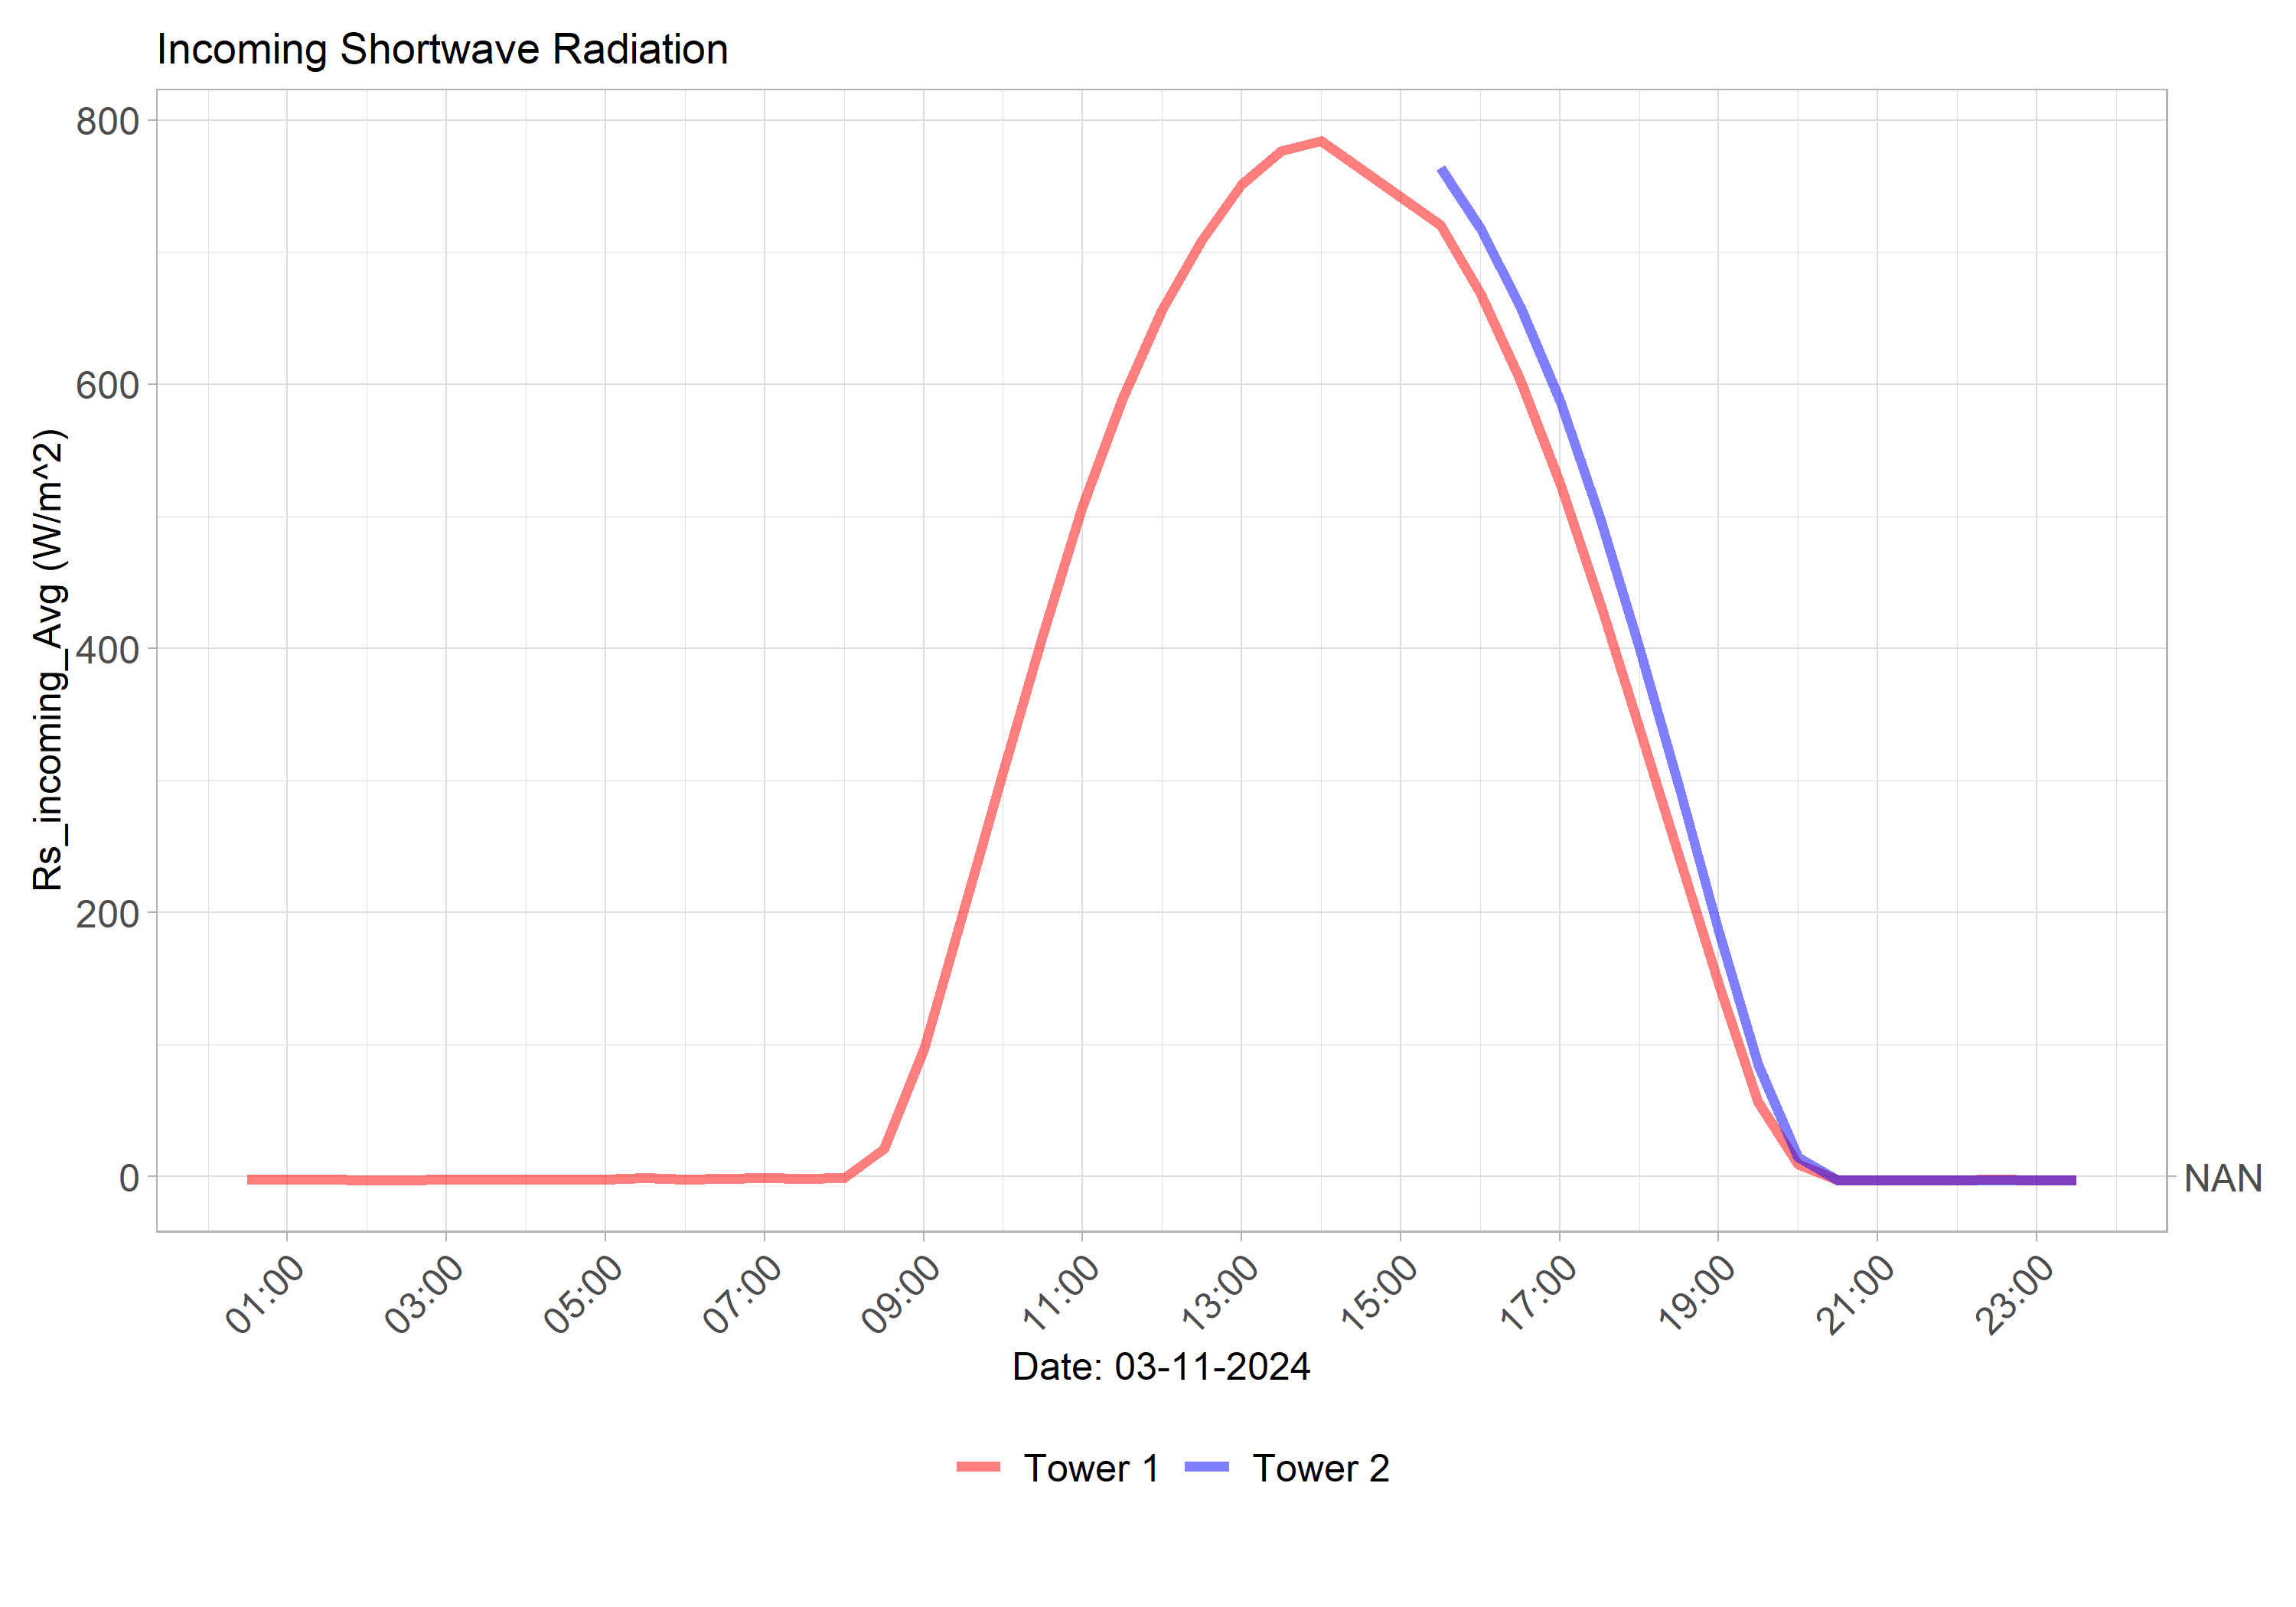 Incoming Shortwave Radiation
Rs_incoming_Avg (W/m^2)
800
600
400
200
0
NAN
01:00 03:00 05:00 07:00 09:00 11:00 13:00 15:00 17:00 19:00 21:00 23:00
Date: 03-11-2024
Tower 1 Tower 2